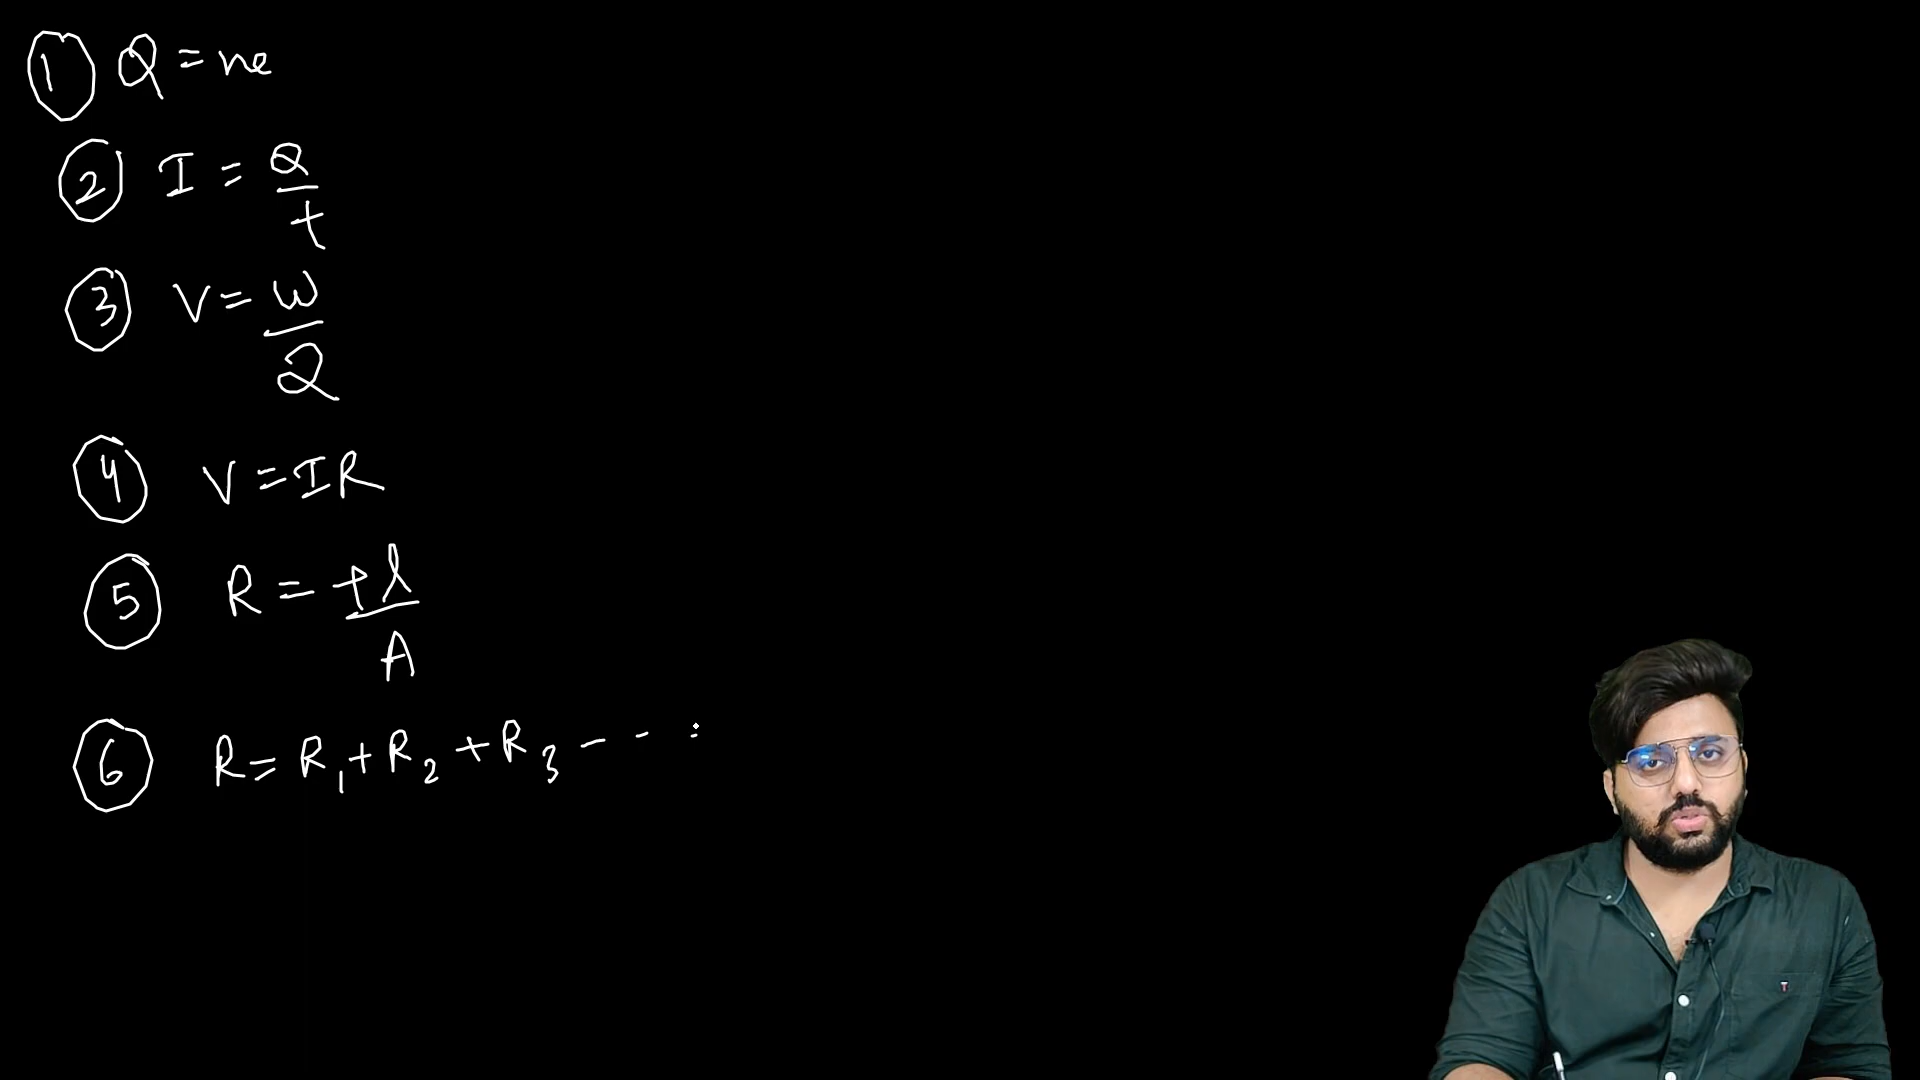 ① Q = ne
② I = Q/t
③ V = W/Q
④ V = IR
⑤ R = ρl/A
⑥ R = R₁ + R₂ + R₃ - - -